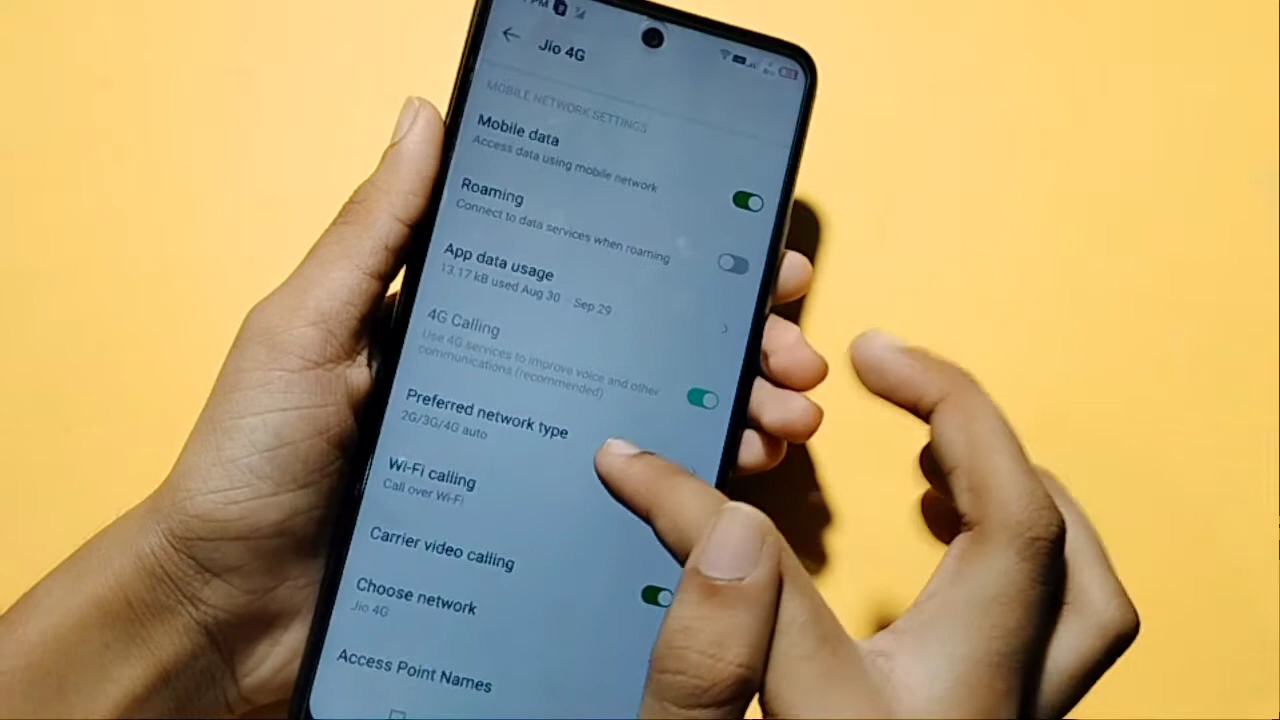 PM
Jio 4G
MOBILE NETWORK SETTINGS
Mobile data
Access data using mobile network
Roaming
Connect to data services when roaming
App data usage
13.17 kB used Aug 30 - Sep 29
4G Calling
Use 4G services to improve voice and other
communications (recommended)
Preferred network type
2G/3G/4G auto
Wi-Fi calling
Call over Wi-Fi
Carrier video calling
Choose network
Jio 4G
Access Point Names